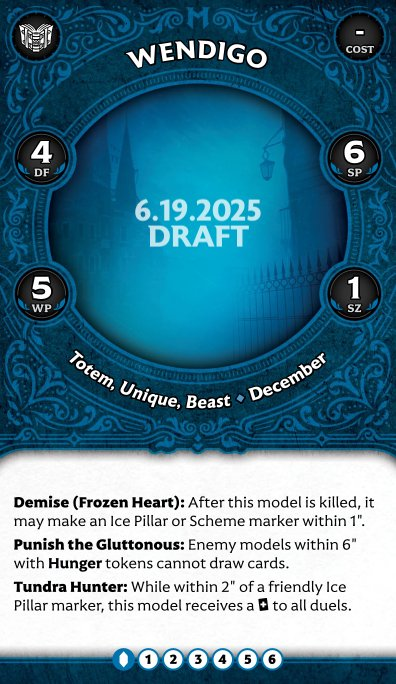 -
COST
WENDIGO
4
DF
6
SP
6.19.2025
DRAFT
5
WP
1
SZ
Totem, Unique, Beast ◆ December
Demise (Frozen Heart): After this model is killed, it
may make an Ice Pillar or Scheme marker within 1".
Punish the Gluttonous: Enemy models within 6"
with Hunger tokens cannot draw cards.
Tundra Hunter: While within 2" of a friendly Ice
Pillar marker, this model receives a to all duels.
1 2 3 4 5 6